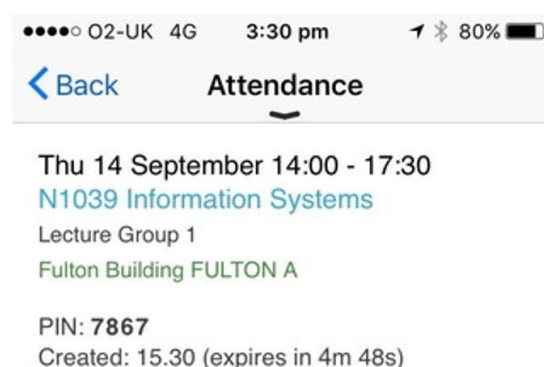 O2-UK 4G 3:30 pm 80%
Back Attendance
Thu 14 September 14:00 - 17:30
N1039 Information Systems
Lecture Group 1
Fulton Building FULTON A
PIN: 7867
Created: 15.30 (expires in 4m 48s)